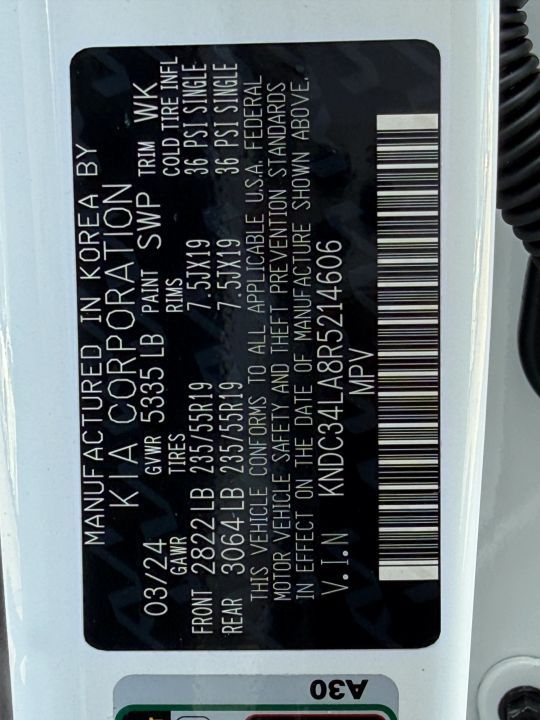 MANUFACTURED IN KOREA BY
KIA CORPORATION
03/24 GVWR 5335 LB PAINT SWP TRIM WK
GAWR TIRES RIMS COLD TIRE INFL
FRONT 2822 LB 235/55R19 7.5JX19 36 PSI SINGLE
REAR 3064 LB 235/55R19 7.5JX19 36 PSI SINGLE
THIS VEHICLE CONFORMS TO ALL APPLICABLE U.S.A. FEDERAL
MOTOR VEHICLE SAFETY AND THEFT PREVENTION STANDARDS
IN EFFECT ON THE DATE OF MANUFACTURE SHOWN ABOVE.
V.I.N KNDC34LA8R5214606
MPV
A30